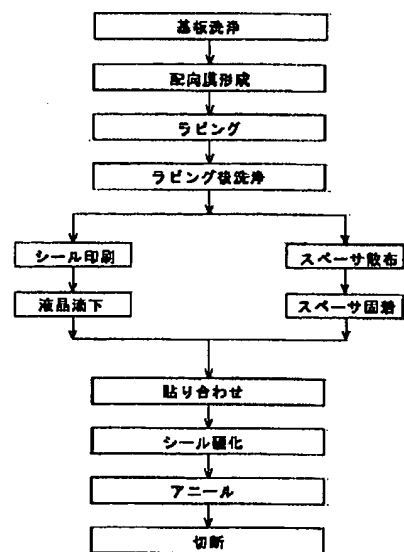 基板洗浄
配向膜形成
ラビング
ラビング後洗浄
シール印刷
液晶滴下
スペーサ散布
スペーサ固着
貼り合わせ
シール硬化
アニール
切断